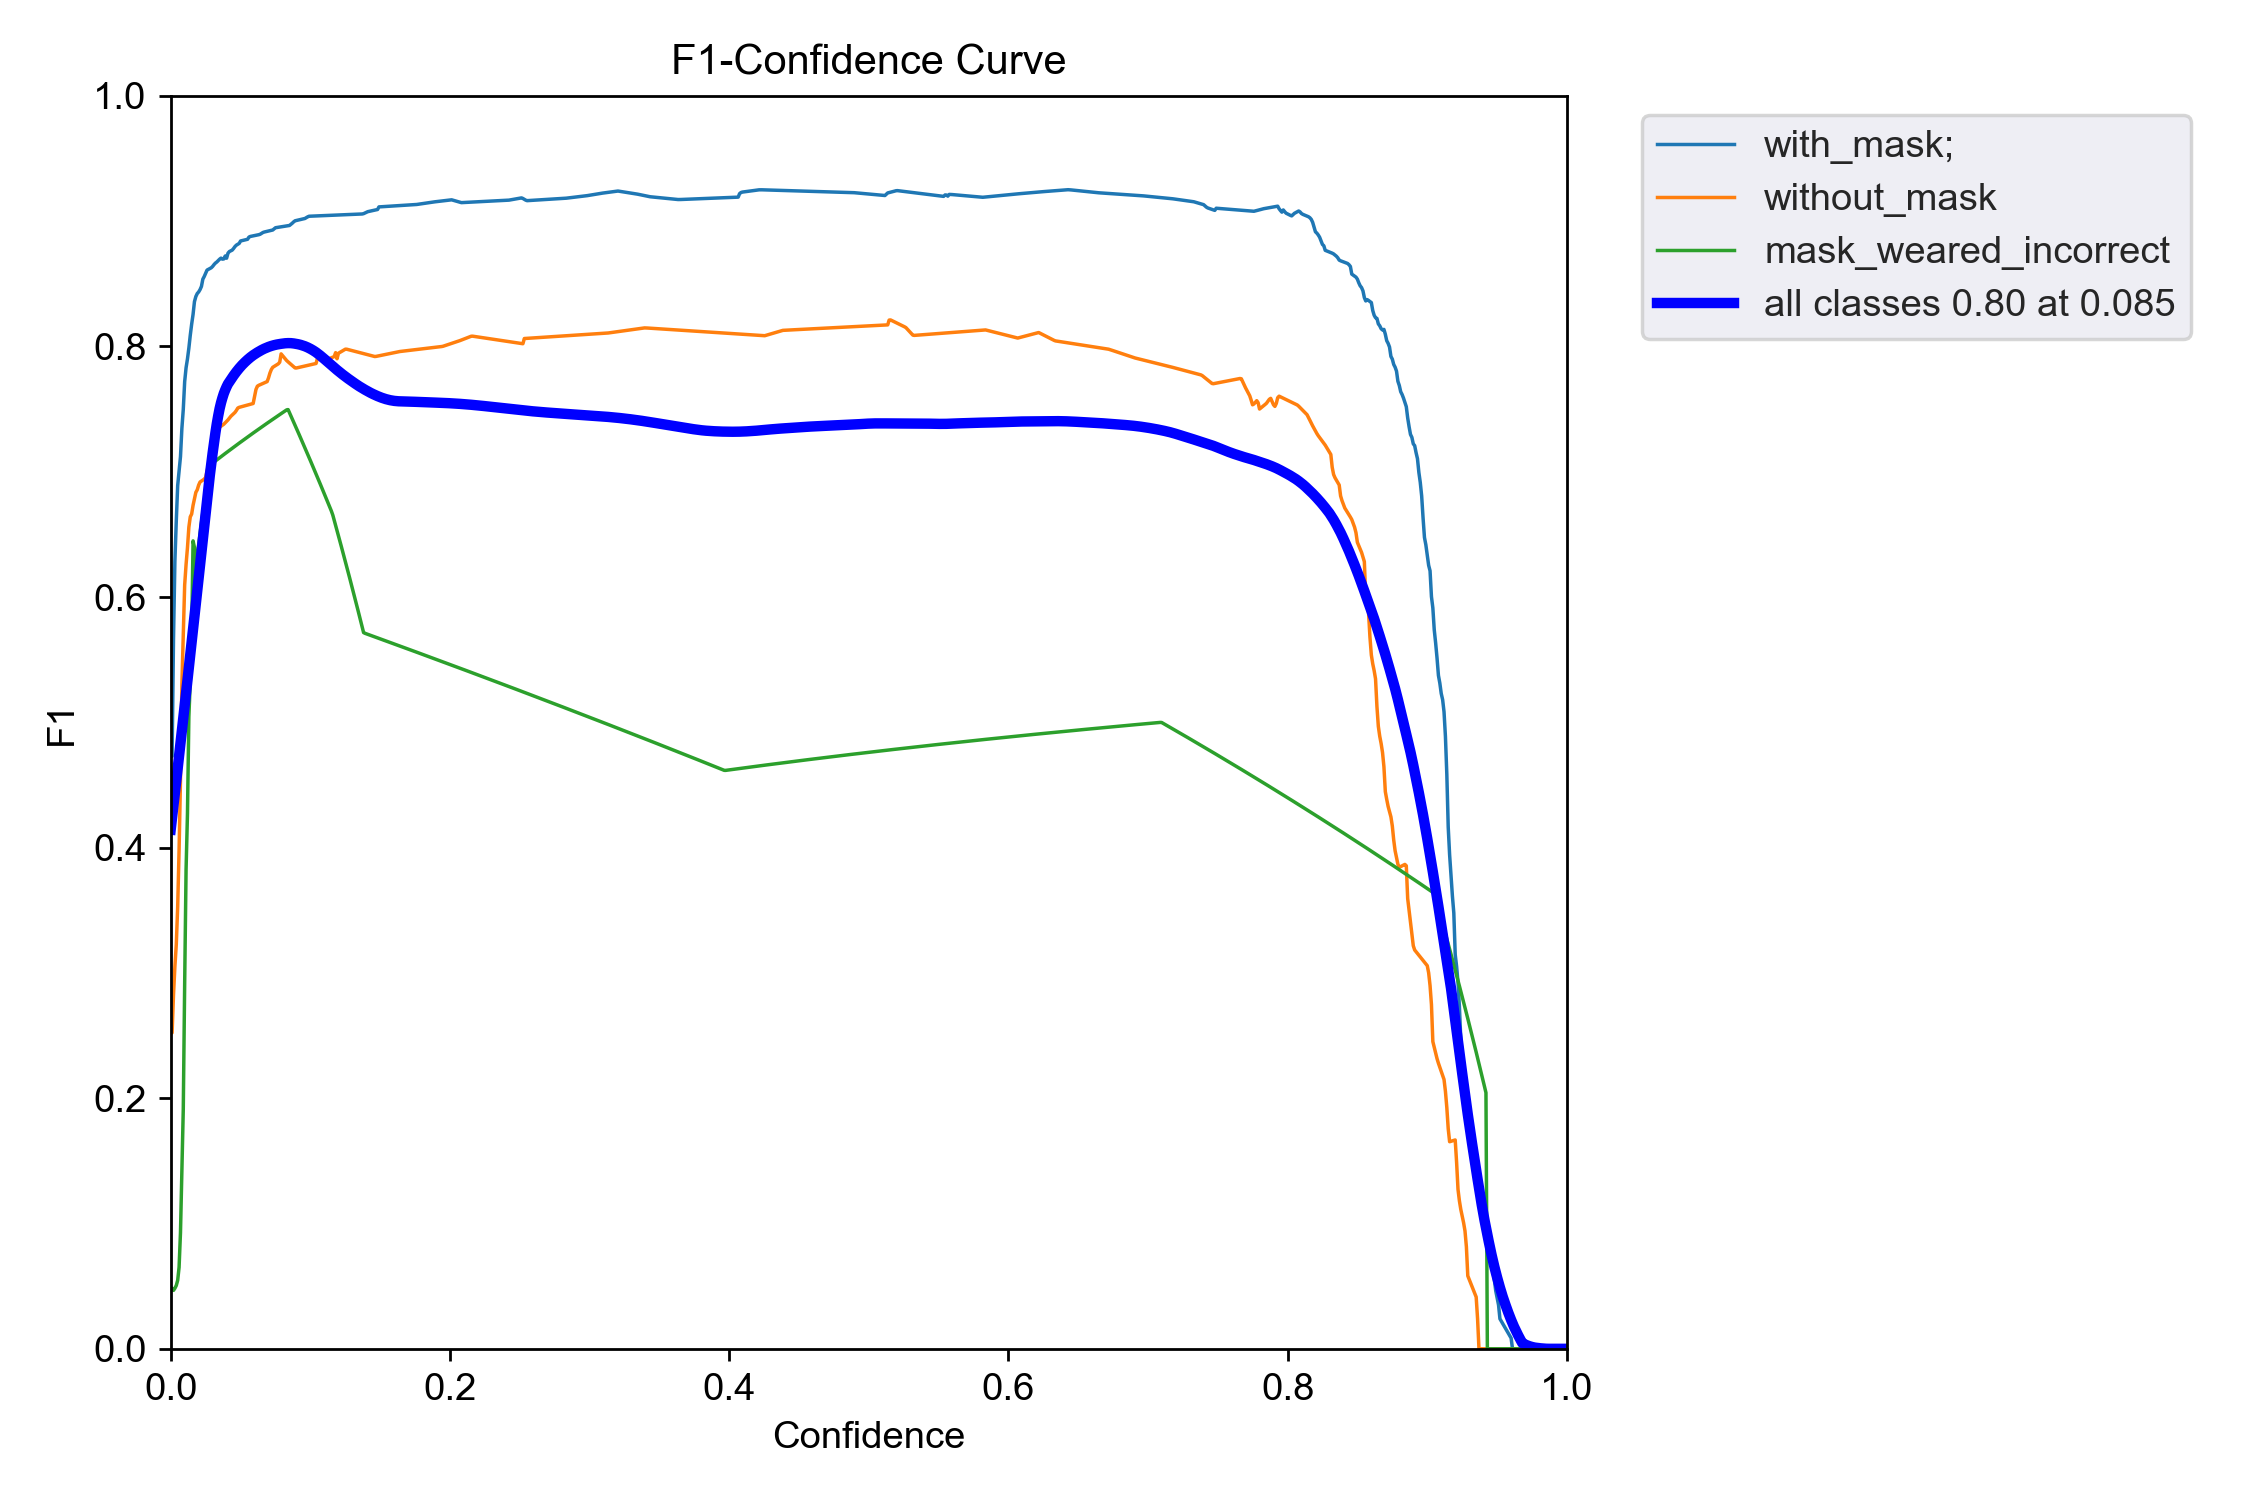 F1-Confidence Curve
1.0
0.8
0.6
0.4
0.2
0.0
F1
0.0 0.2 0.4 0.6 0.8 1.0
Confidence
with_mask;
without_mask
mask_weared_incorrect
all classes 0.80 at 0.085